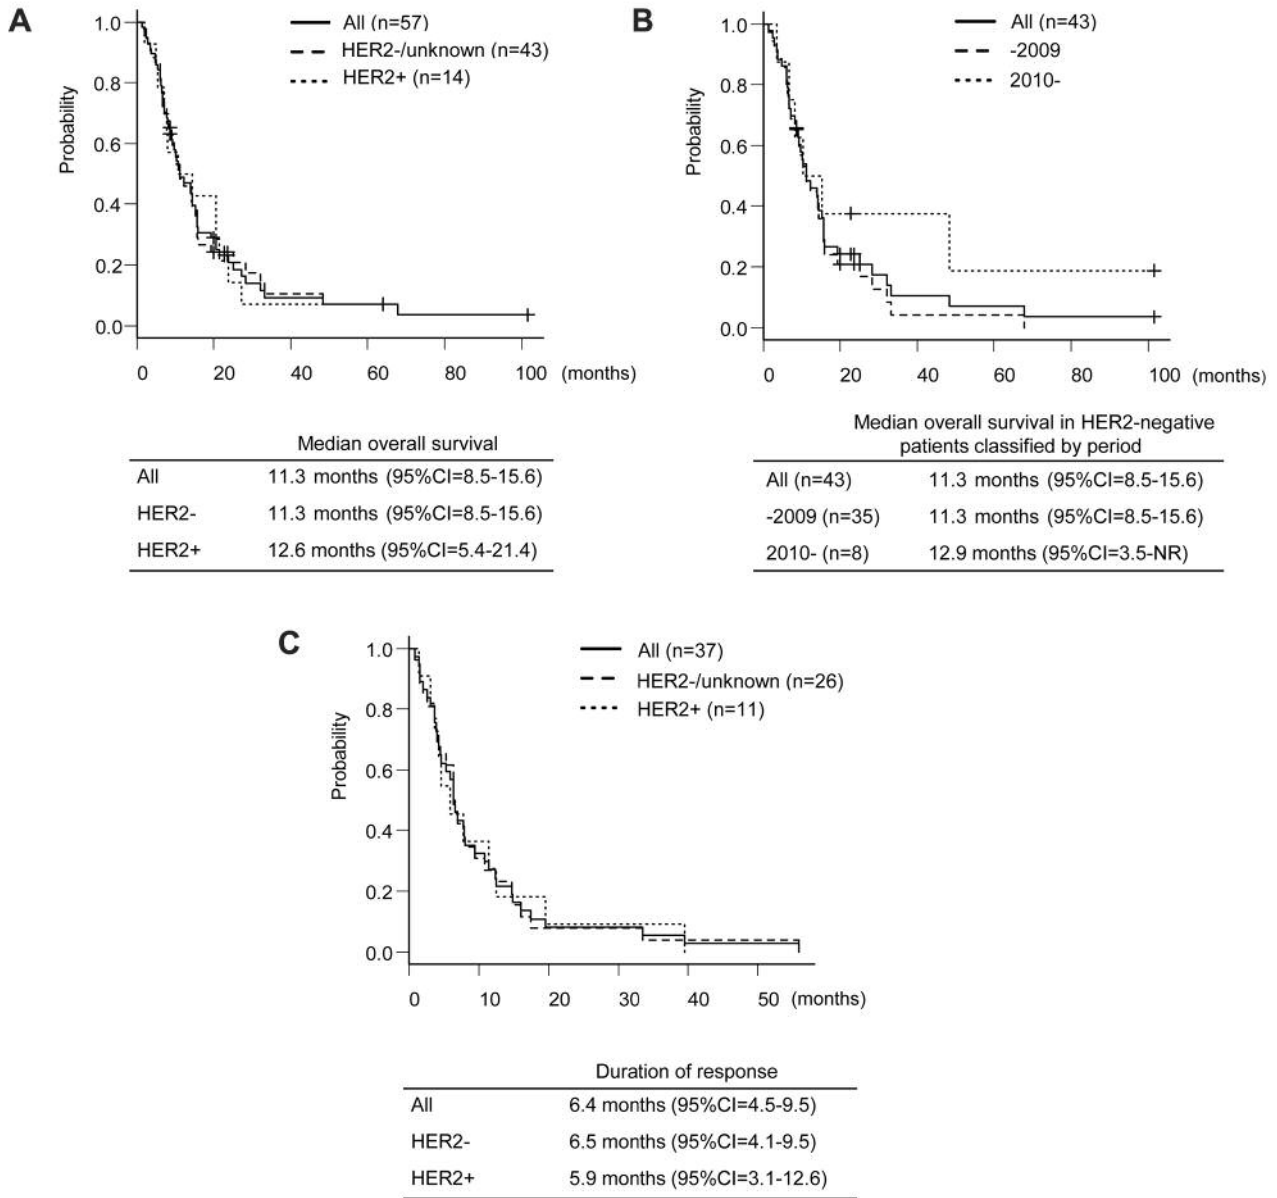 A
All (n=57)
HER2-/unknown (n=43)
HER2+ (n=14)
Probability
1.0
0.8
0.6
0.4
0.2
0.0
0 20 40 60 80 100 (months)
Median overall survival
All 11.3 months (95%CI=8.5-15.6)
HER2- 11.3 months (95%CI=8.5-15.6)
HER2+ 12.6 months (95%CI=5.4-21.4)
B
All (n=43)
-2009
2010-
Probability
1.0
0.8
0.6
0.4
0.2
0.0
0 20 40 60 80 100 (months)
Median overall survival in HER2-negative
patients classified by period
All (n=43) 11.3 months (95%CI=8.5-15.6)
-2009 (n=35) 11.3 months (95%CI=8.5-15.6)
2010- (n=8) 12.9 months (95%CI=3.5-NR)
C
All (n=37)
HER2-/unknown (n=26)
HER2+ (n=11)
Probability
1.0
0.8
0.6
0.4
0.2
0.0
0 10 20 30 40 50 (months)
Duration of response
All 6.4 months (95%CI=4.5-9.5)
HER2- 6.5 months (95%CI=4.1-9.5)
HER2+ 5.9 months (95%CI=3.1-12.6)